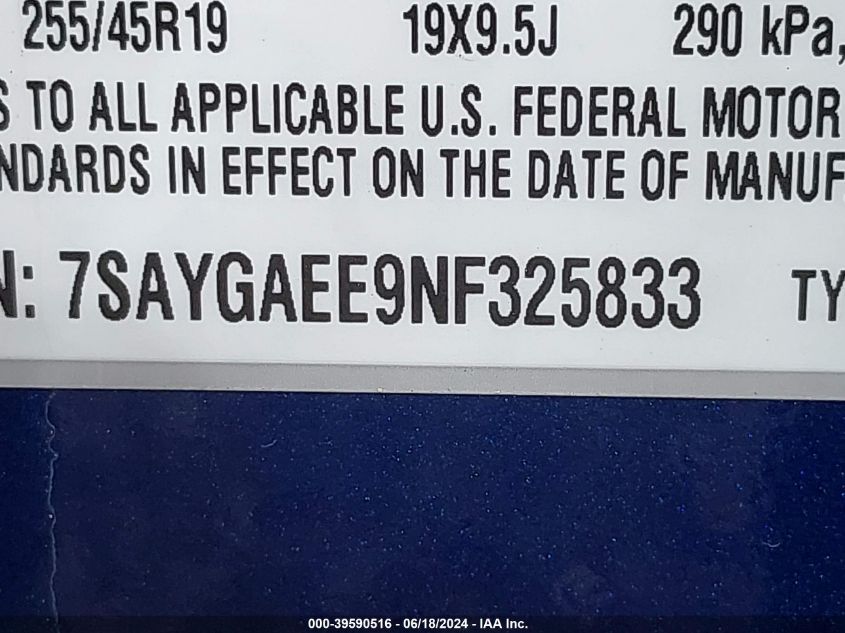 255/45R19 19X9.5J 290 kPa,
S TO ALL APPLICABLE U.S. FEDERAL MOTOR
NDARDS IN EFFECT ON THE DATE OF MANUF
N: 7SAYGAEE9NF325833 TY
000-39590516 - 06/18/2024 - IAA Inc.